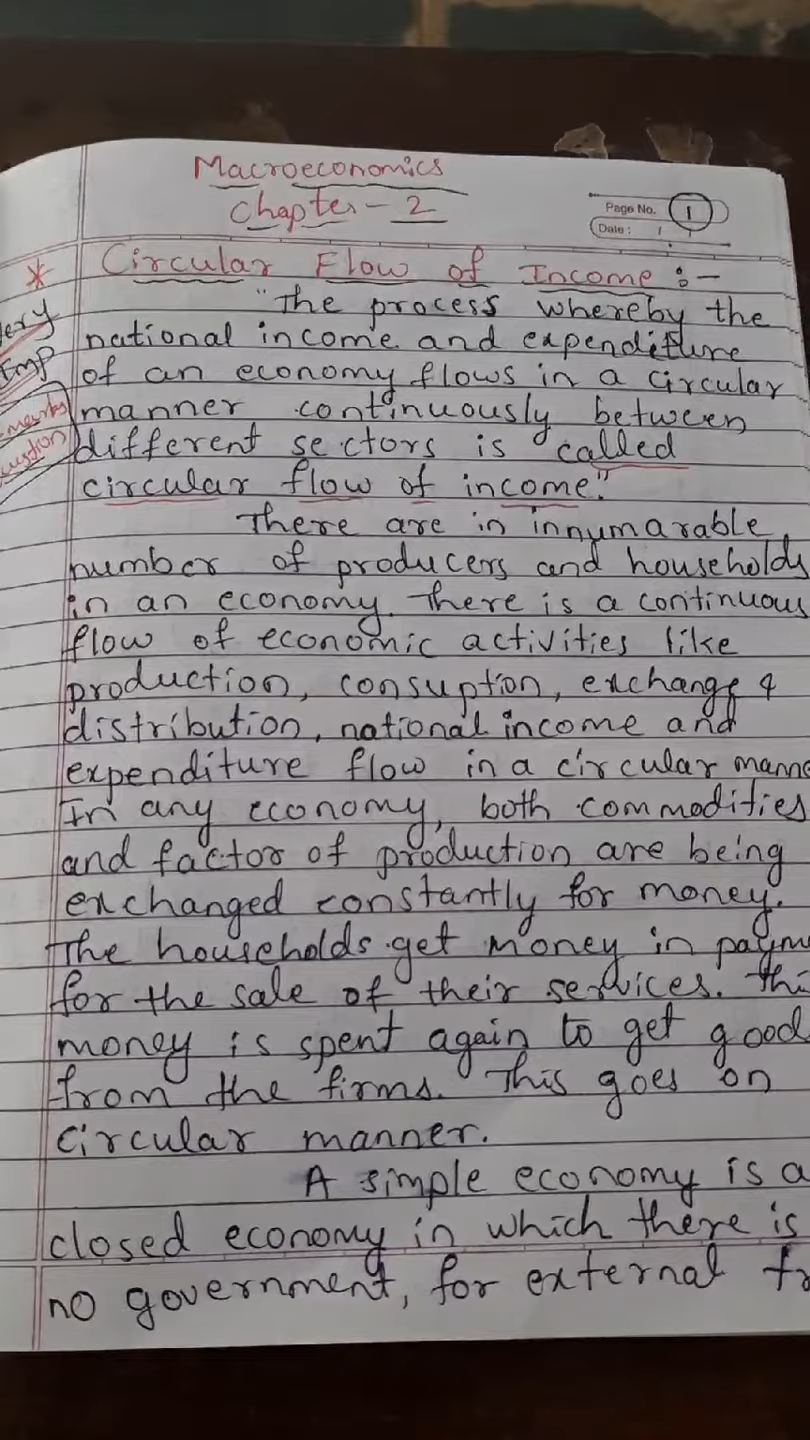 Macroeconomics
Chapter - 2
Page No. 1
Date : / /
* Circular Flow of Income :-
"The process whereby the
national income and expenditure
of an economy flows in a circular
manner continuously between
different sectors is called
circular flow of income."
Imp
There are in innumarable
number of producers and households
in an economy. There is a continuous
flow of economic activities like
production, consuption, exchange &
distribution, national income and
expenditure flow in a circular
In any economy, both commodities
and factor of production are being
exchanged constantly for money.
The households get money in
for the sale of their services.
money is spent again to get good
from the firms. This goes on
circular manner.
A simple economy is a
closed economy in which there is
no government, for external